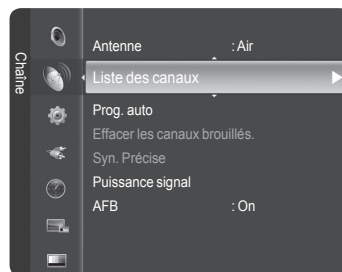 Chaîne
Antenne : Air
Liste des canaux
Prog. auto
Effacer les canaux brouillés.
Syn. Précise
Puissance signal
AFB : On